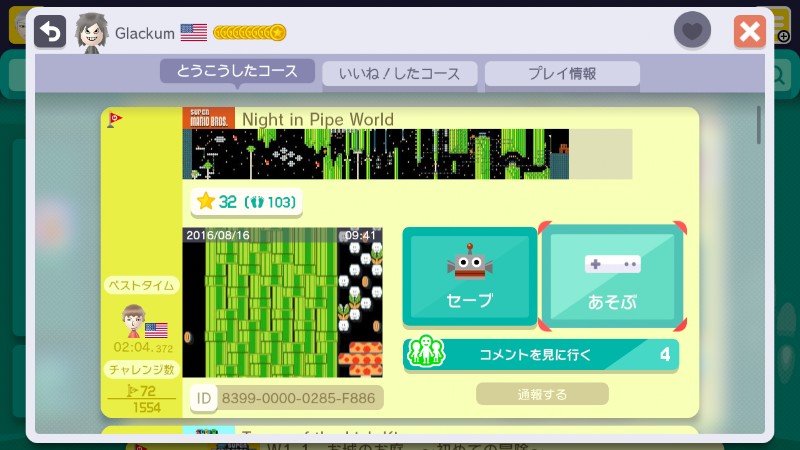 Glackum
とうこうしたコース
いいね！したコース
プレイ情報
SUPER
MARIO BROS.
Night in Pipe World
32 (103)
2016/08/16 09:41
ベストタイム
02:04.372
チャレンジ数
72
1554
セーブ
あそぶ
コメントを見に行く 4
ID 8399-0000-0285-F886
通報する